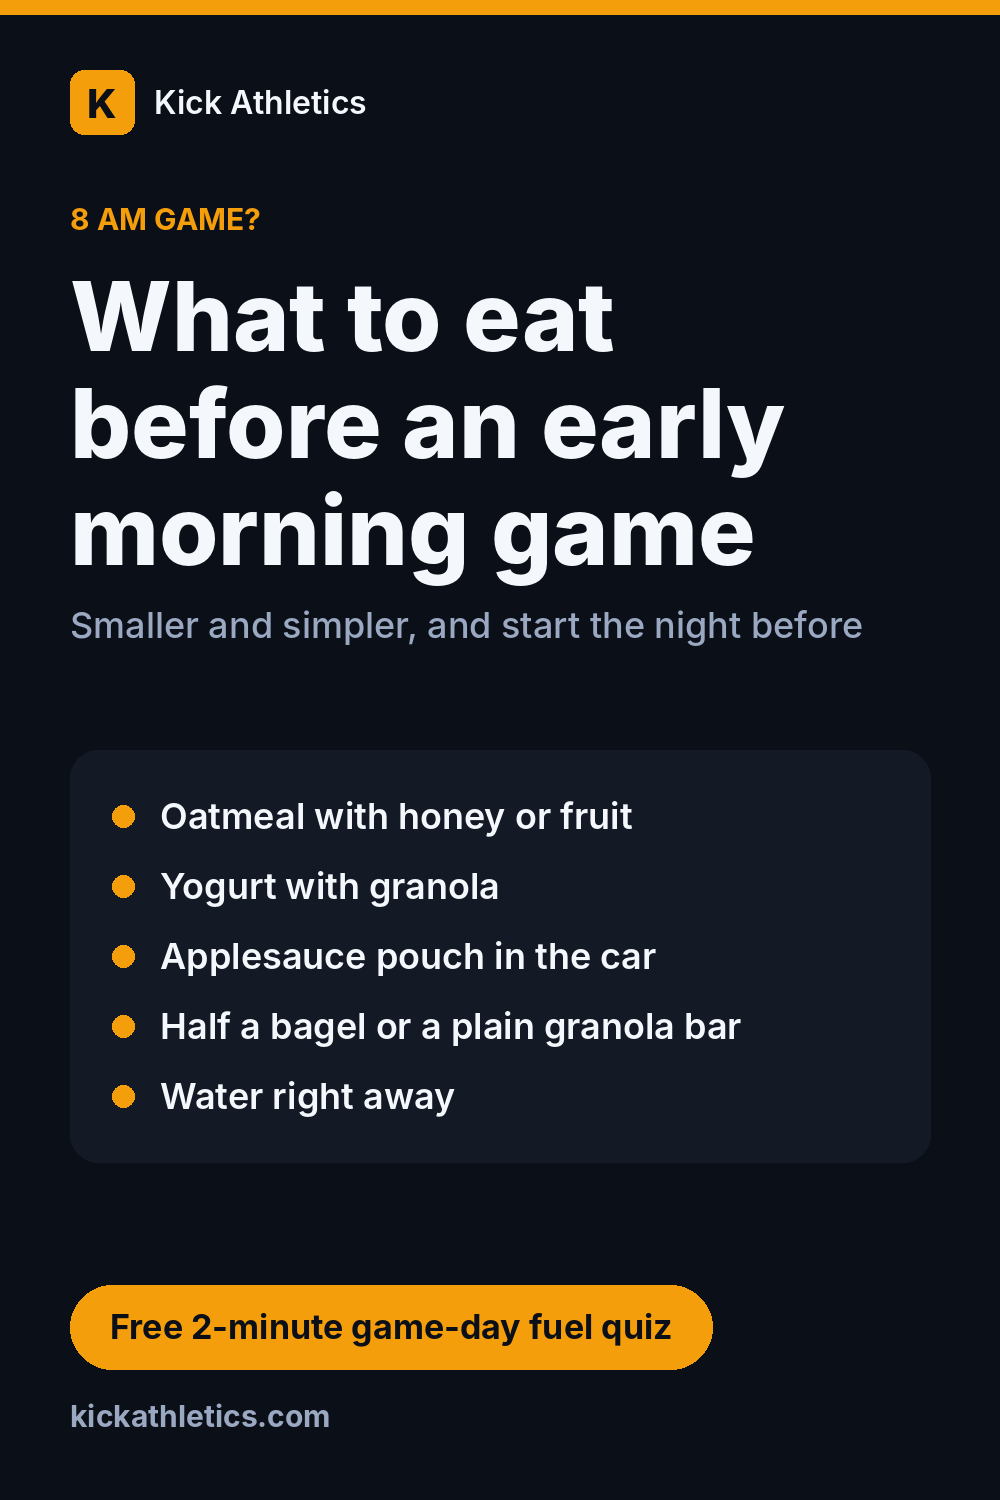 K
Kick Athletics
8 AM GAME?
What to eat
before an early
morning game
Smaller and simpler, and start the night before
Oatmeal with honey or fruit
Yogurt with granola
Applesauce pouch in the car
Half a bagel or a plain granola bar
Water right away
Free 2-minute game-day fuel quiz
kickathletics.com